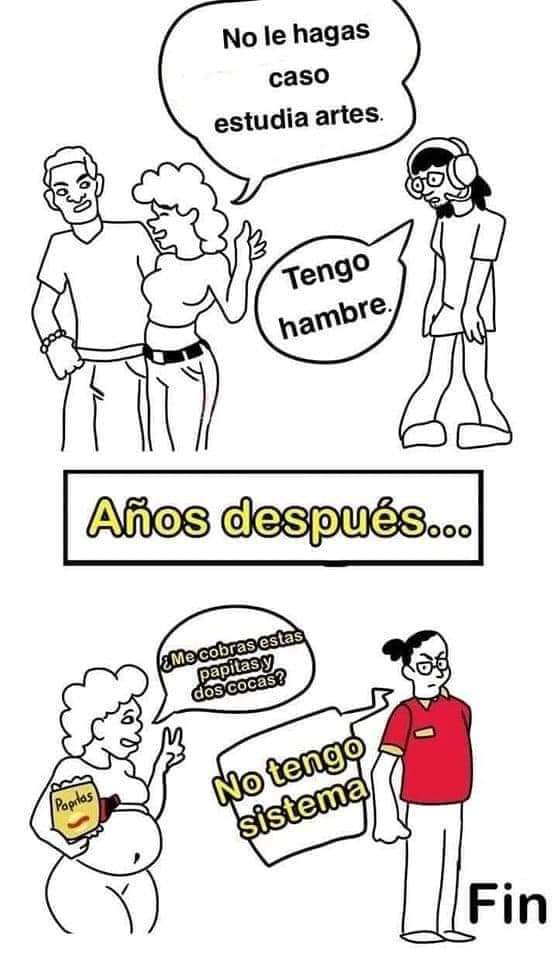 No le hagas
caso
estudia artes.
Tengo
hambre.
Años después...
¿Me cobras estas
papitas y
dos cocas?
Papitas
No tengo
sistema
Fin